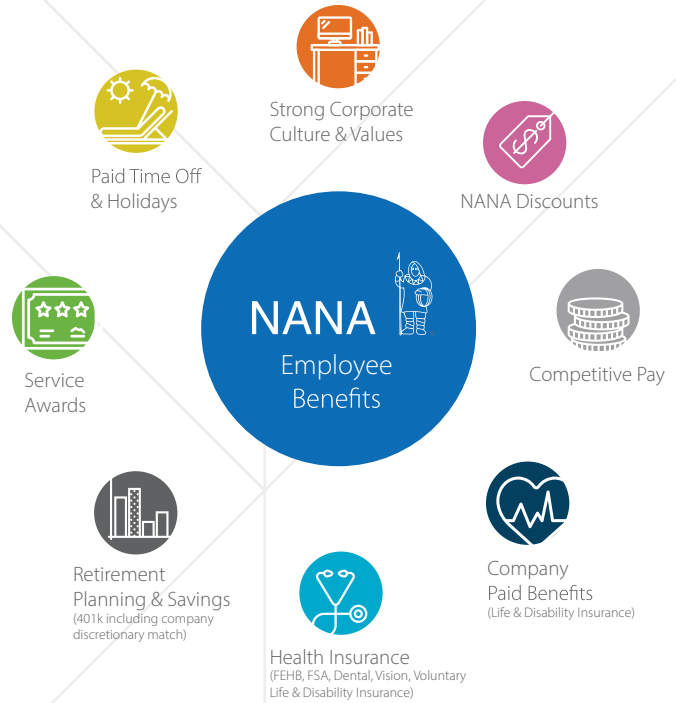 Strong Corporate
Culture & Values
Paid Time Off
& Holidays
NANA Discounts
NANA
Employee
Benefits
Service
Awards
Competitive Pay
Retirement
Planning & Savings
(401k including company
discretionary match)
Company
Paid Benefits
(Life & Disability Insurance)
Health Insurance
(FEHB, FSA, Dental, Vision, Voluntary
Life & Disability Insurance)